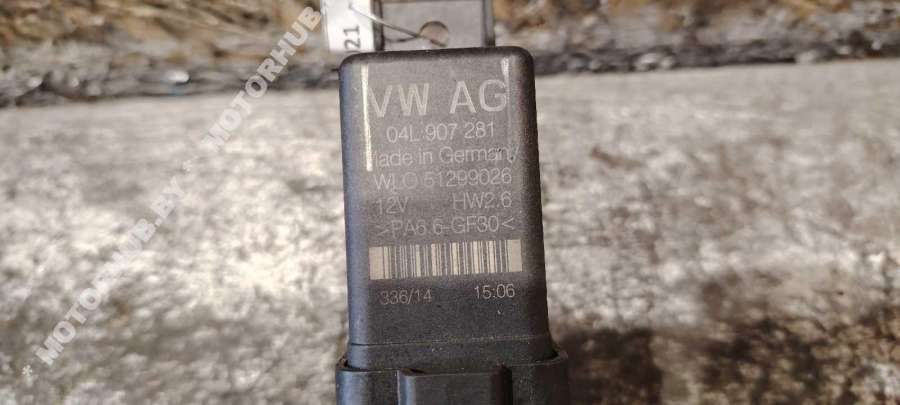 21
VW AG
04L 907 281
Made in Germany
WLO 51299026
12V HW2.6
>PA6.6-GF30<
336/14 15:06
* MOTORHUB.BY * MOTORHUB